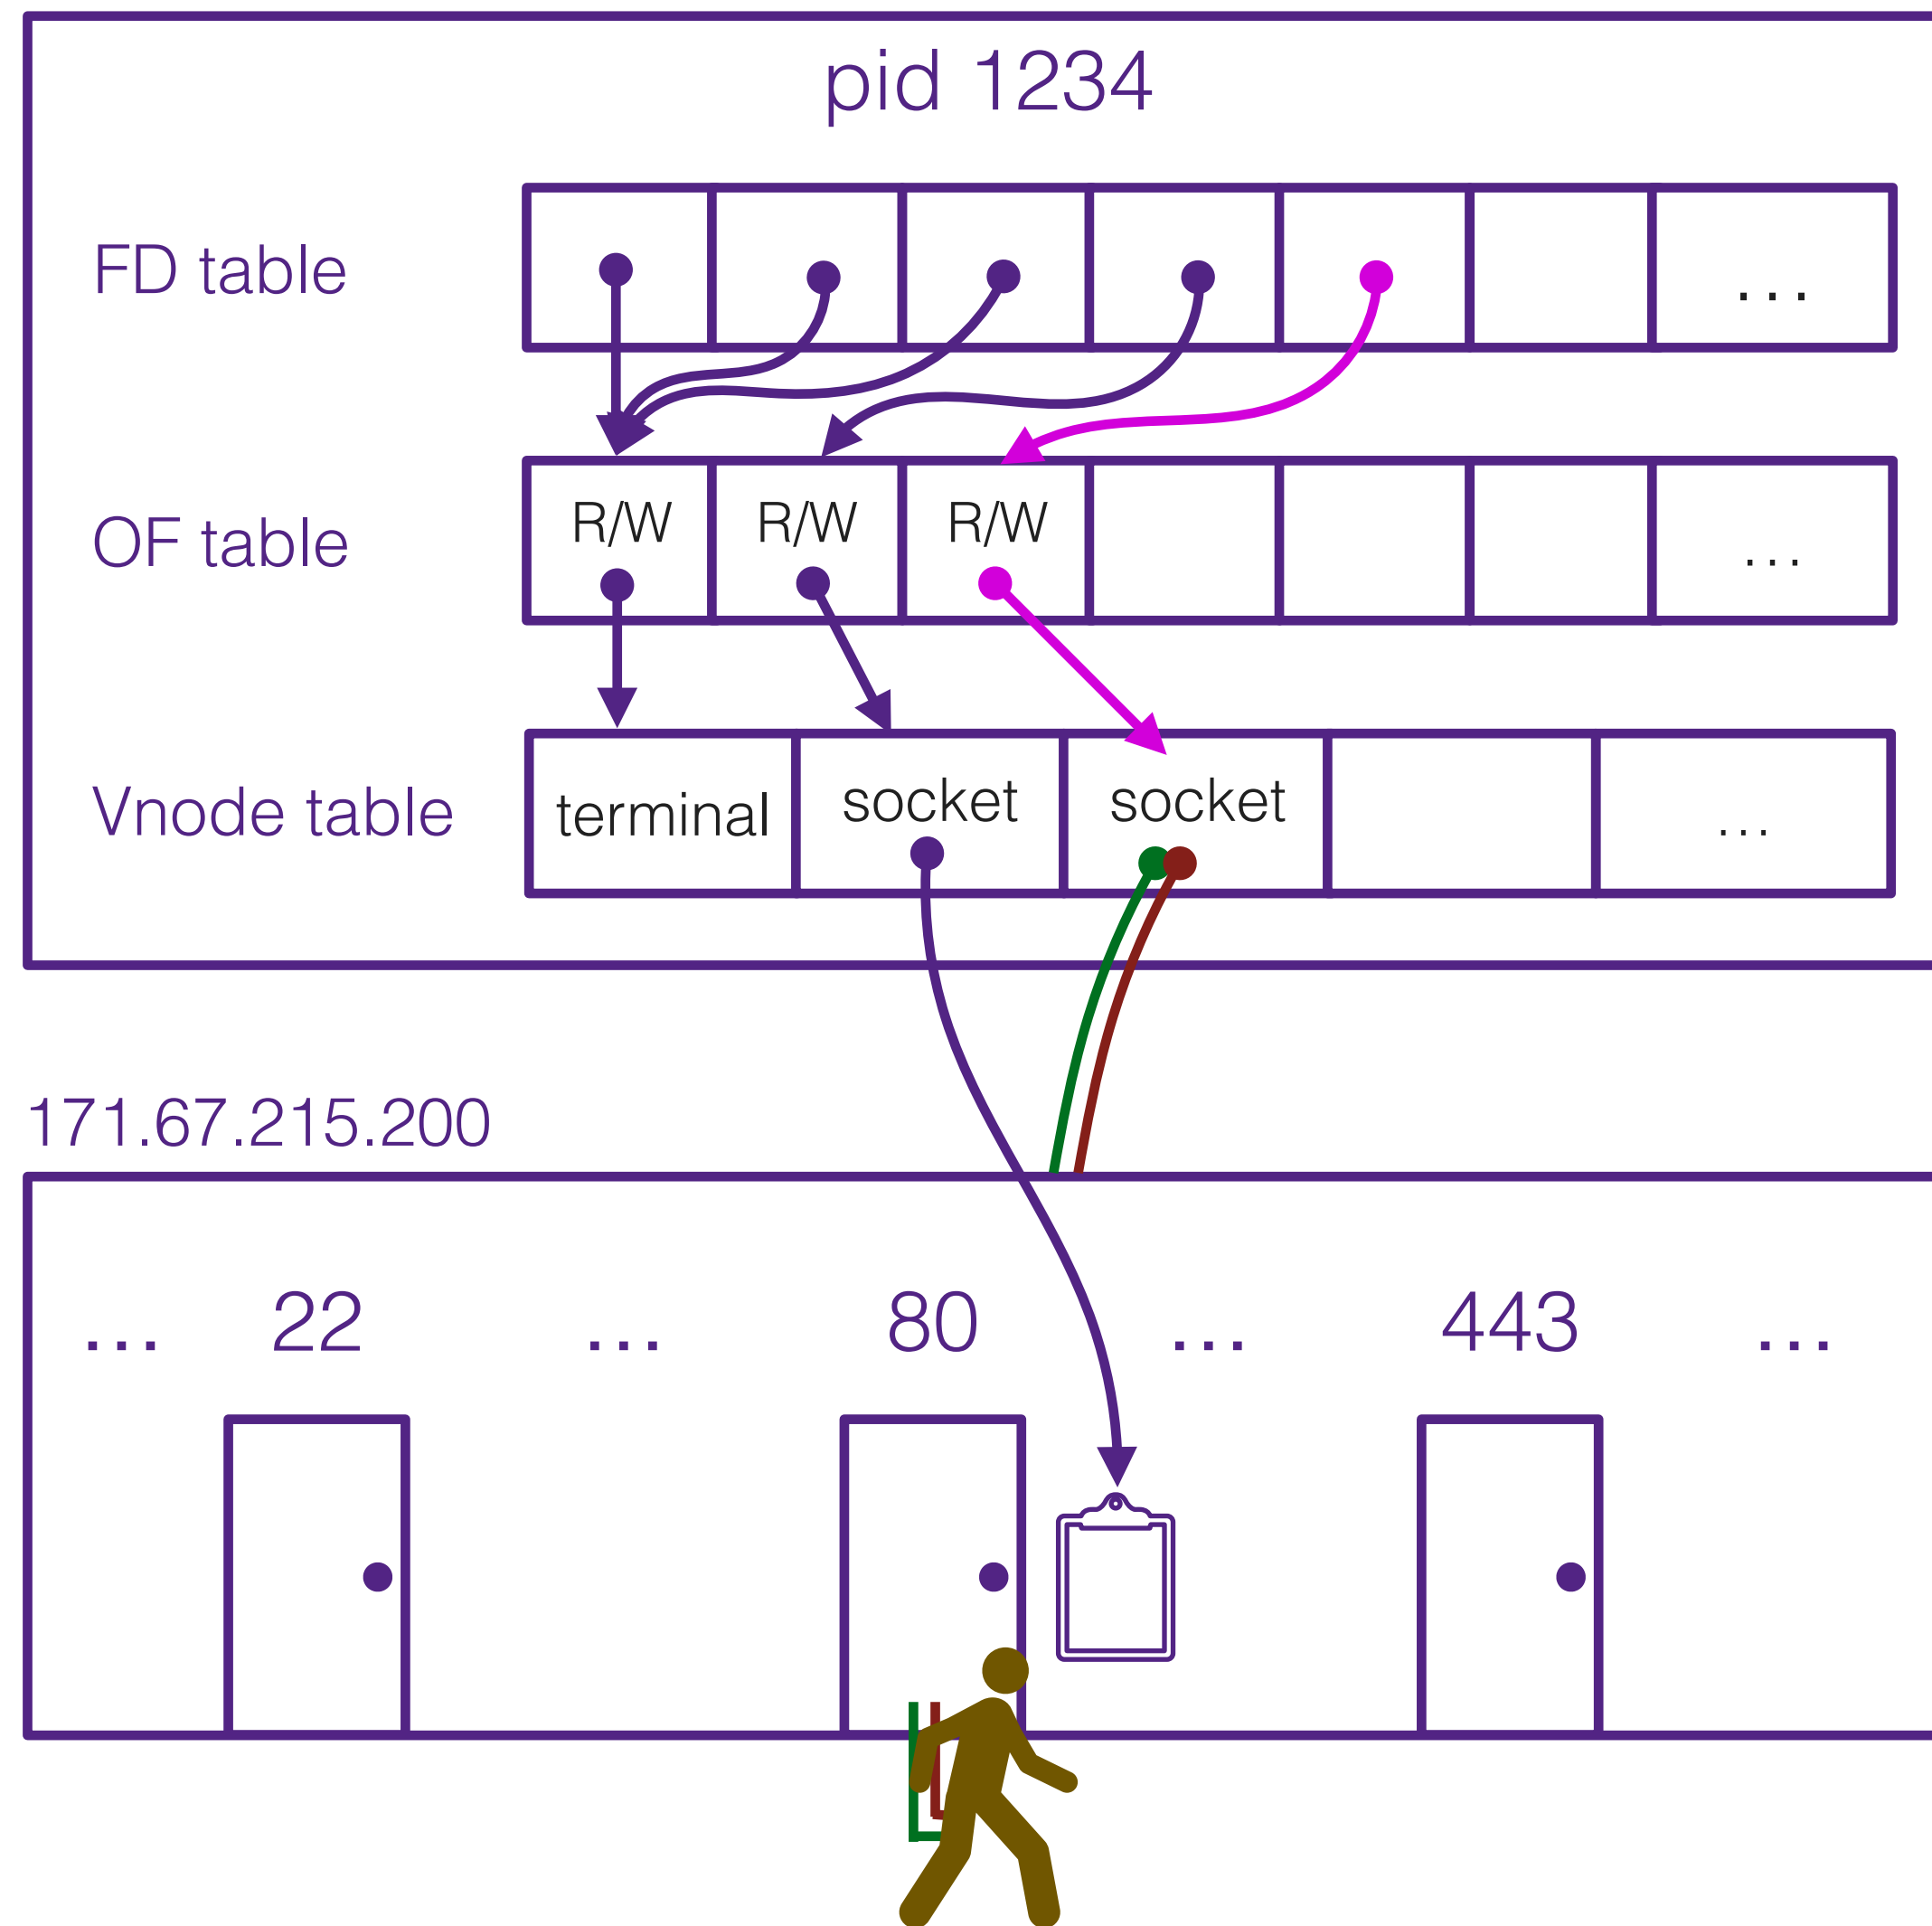 pid 1234
FD table
...
OF table
R/W R/W R/W ...
Vnode table
terminal socket socket ...
171.67.215.200
... 22 ... 80 ... 443 ...